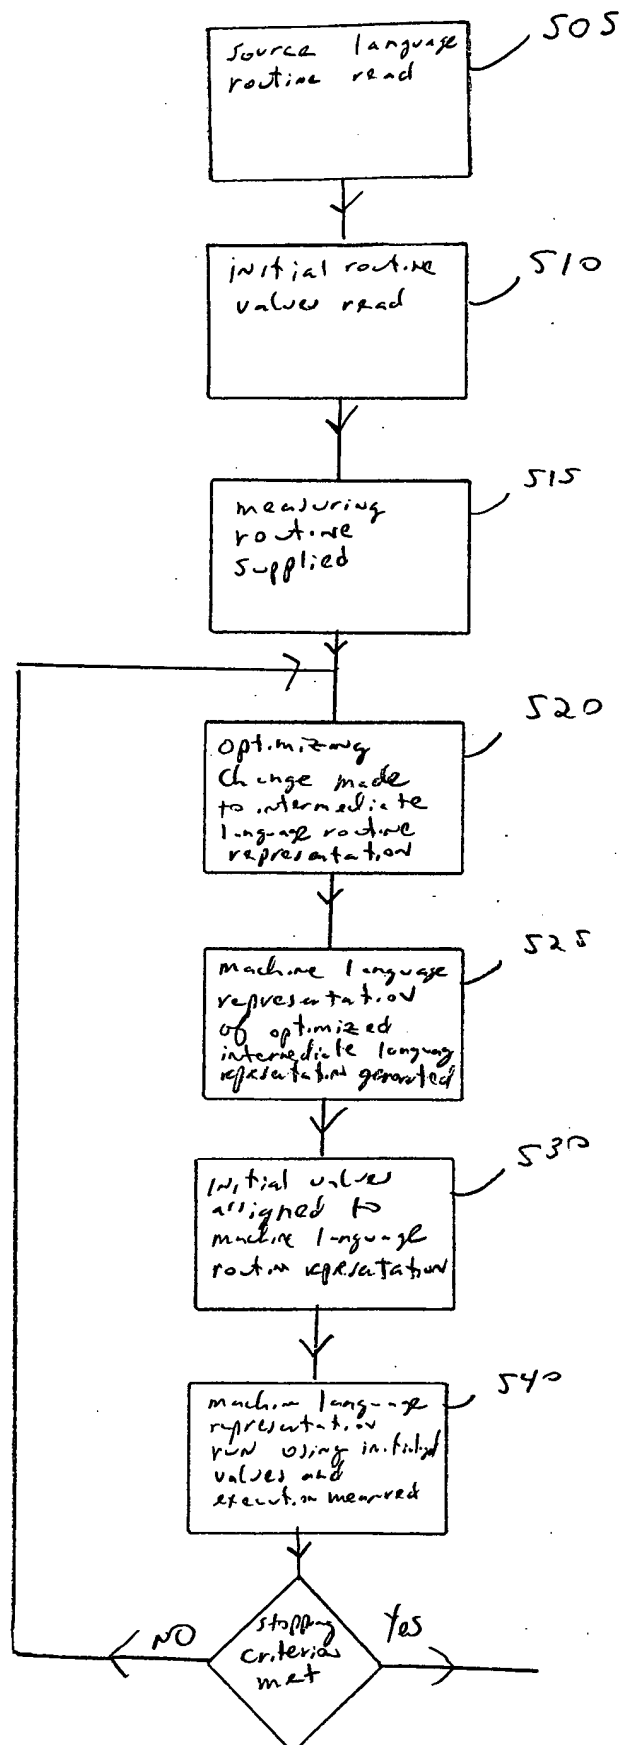 505
source language
routine read
510
initial routine
values read
515
measuring
routine
supplied
520
optimizing
change made
to intermediate
language routine
representation
525
machine language
representation
of optimized
intermediate language
representation generated
530
initial values
assigned to
machine language
routine representation
540
machine language
representation
run using initial
values and
execution measured
NO
stopping
criterion
met
Yes